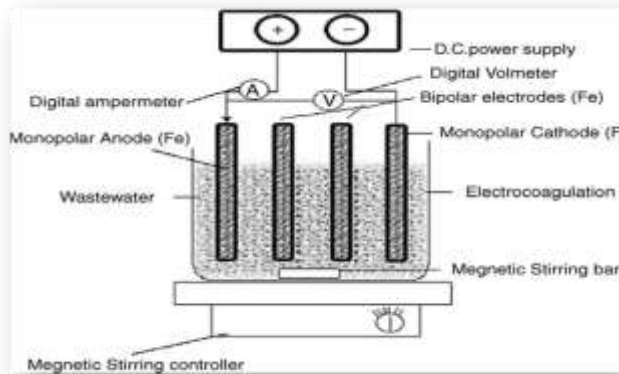 + −
D.C.power supply
Digital Volmeter
A
V
Digital ampermeter
Bipolar electrodes (Fe)
Monopolar Anode (Fe)
Monopolar Cathode (F
Wastewater
Electrocoagulation
Megnetic Stirring bar
Megnetic Stirring controller